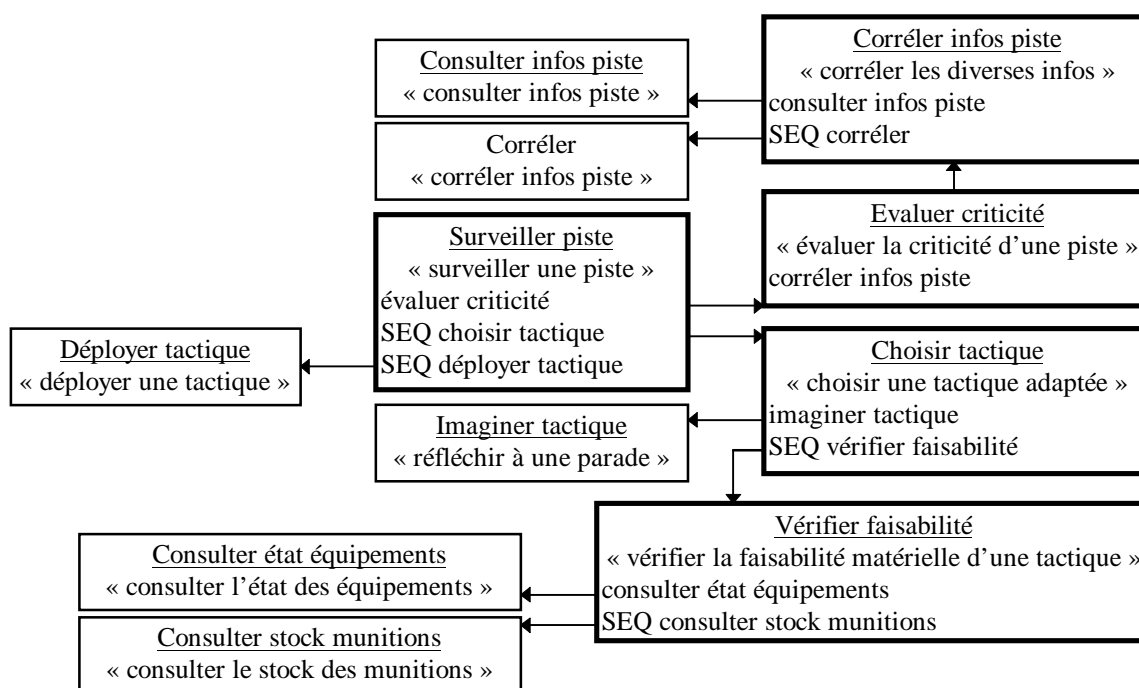 Corréler infos piste
« corréler les diverses infos »
consulter infos piste
SEQ corréler
Consulter infos piste
« consulter infos piste »
Corréler
« corréler infos piste »
Evaluer criticité
« évaluer la criticité d’une piste »
corréler infos piste
Surveiller piste
« surveiller une piste »
évaluer criticité
SEQ choisir tactique
SEQ déployer tactique
Déployer tactique
« déployer une tactique »
Choisir tactique
« choisir une tactique adaptée »
imaginer tactique
SEQ vérifier faisabilité
Imaginer tactique
« réfléchir à une parade »
Vérifier faisabilité
« vérifier la faisabilité matérielle d’une tactique »
consulter état équipements
SEQ consulter stock munitions
Consulter état équipements
« consulter l’état des équipements »
Consulter stock munitions
« consulter le stock des munitions »